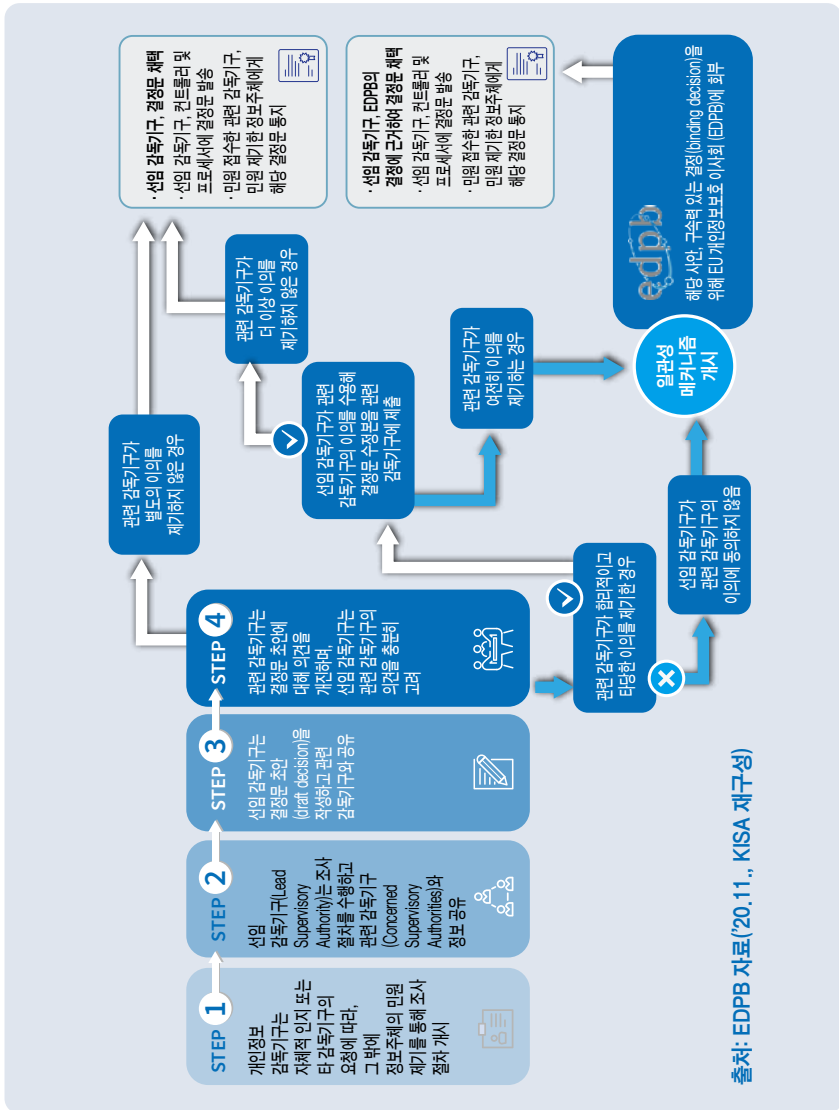 STEP 1
개인정보
감독기구는
자체적 인지 또는
타 감독기구의
요청에 따라,
그 밖에
정보주체의 민원
제기를 통해 조사
절차 개시
STEP 2
선임
감독기구(Lead
Supervisory
Authority)는 조사
절차를 수행하고
관련 감독기구
(Concerned
Supervisory
Authorities)와
정보 공유
STEP 3
선임 감독기구는
결정문 초안
(draft decision)을
작성하고 관련
감독기구와 공유
STEP 4
관련 감독기구는
결정문 초안에
대해 의견을
개진하며,
선임 감독기구는
관련 감독기구의
의견을 충분히
고려
관련 감독기구가
별도의 이의를
제기하지 않은 경우
관련 감독기구가 합리적이고
타당한 이의를 제기한 경우
선임 감독기구가 관련
감독기구의 이의를 수용해
결정문 수정본을 관련
감독기구에 제출
관련 감독기구가
더 이상 이의를
제기하지 않은 경우
관련 감독기구가
여전히 이의를
제기하는 경우
선임 감독기구가
관련 감독기구의
이의에 동의하지 않음
일관성
메커니즘
개시
edpb
해당 사안, 구속력 있는 결정(binding decision)을
위해 EU 개인정보보호 이사회 (EDPB)에 회부
· 선임 감독기구, 결정문 채택
· 선임 감독기구, 컨트롤러 및
프로세서에 결정문 발송
· 민원 접수한 관련 감독기구,
민원 제기한 정보주체에게
해당 결정문 통지
· 선임 감독기구, EDPB의
결정에 근거하여 결정문 채택
· 선임 감독기구, 컨트롤러 및
프로세서에 결정문 발송
· 민원 접수한 관련 감독기구,
민원 제기한 정보주체에게
해당 결정문 통지
출처: EDPB 자료('20.11., KISA 재구성)